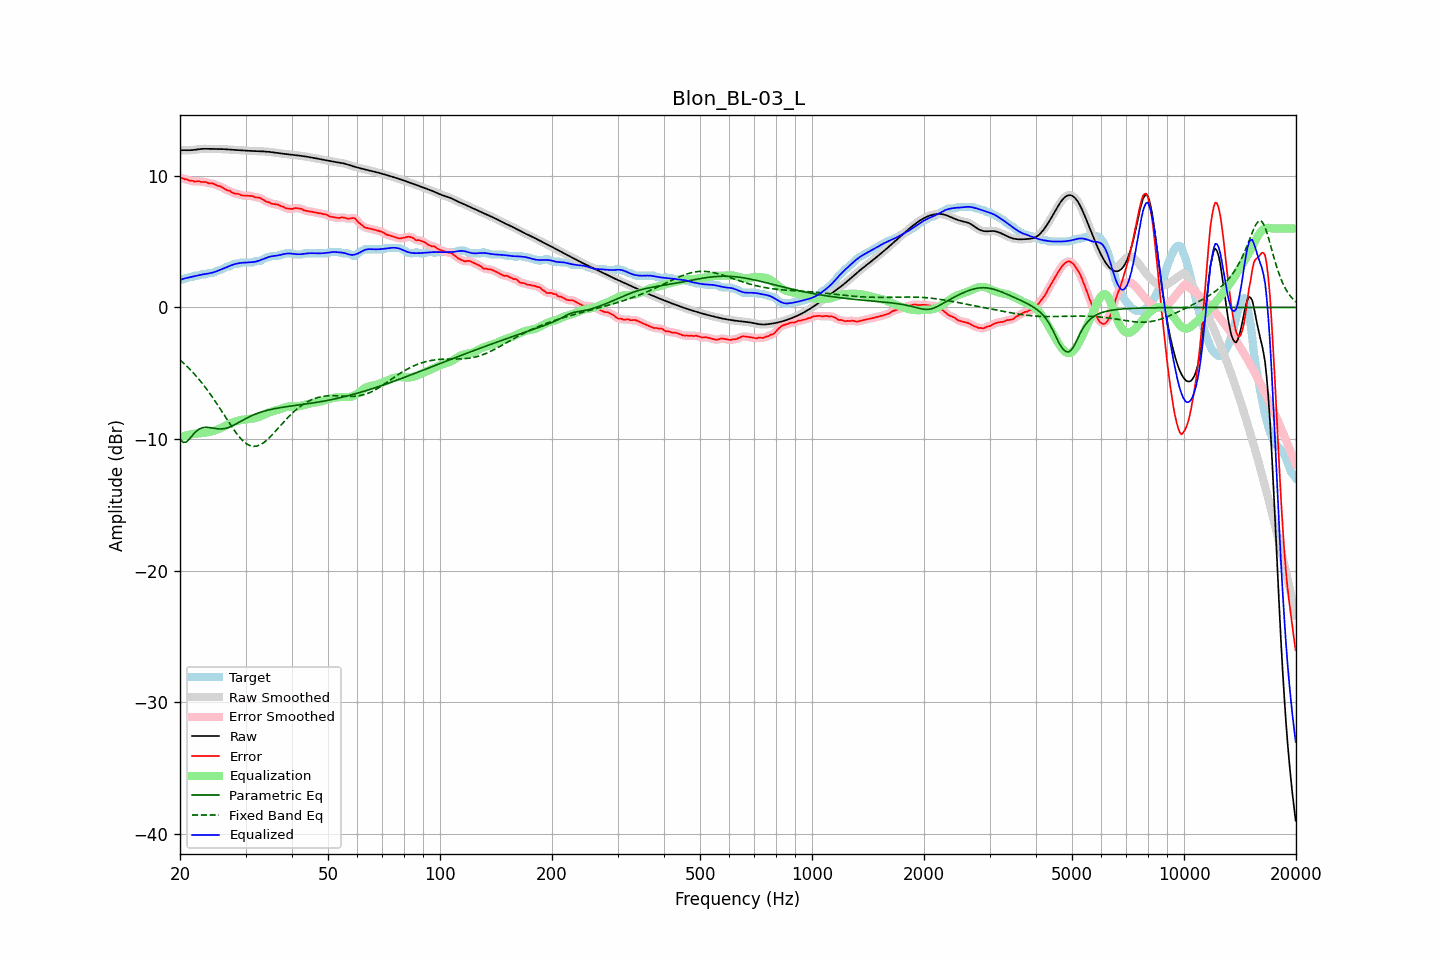 Blon_BL-03_L
Amplitude (dBr)
10
0
−10
−20
−30
−40
Target
Raw Smoothed
Error Smoothed
Raw
Error
Equalization
Parametric Eq
Fixed Band Eq
Equalized
20 50 100 200 500 1000 2000 5000 10000 20000
Frequency (Hz)